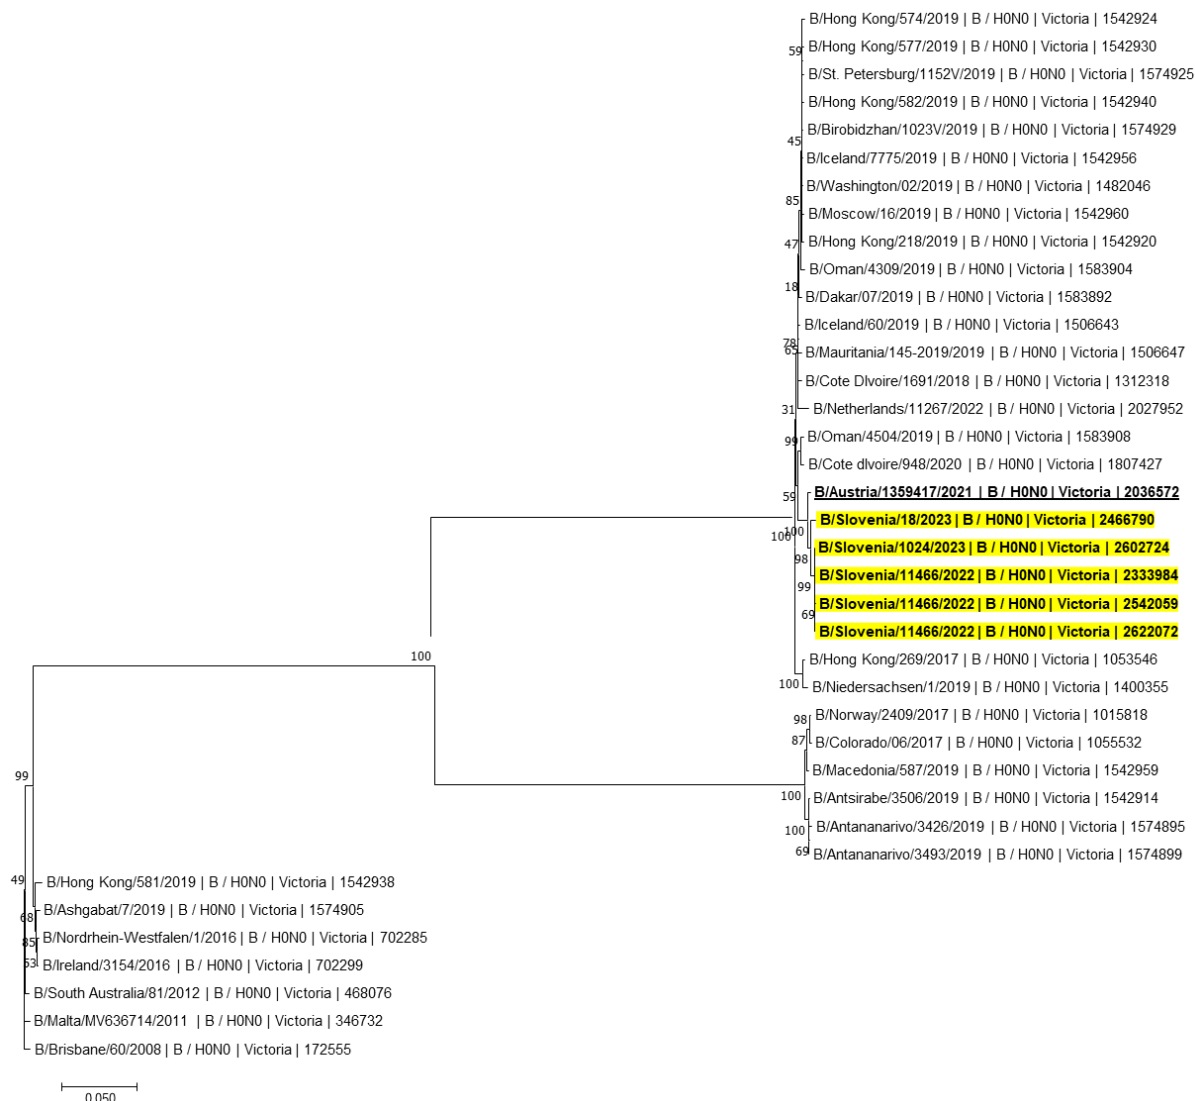 B/Hong Kong/574/2019 | B / H0N0 | Victoria | 1542924
59
B/Hong Kong/577/2019 | B / H0N0 | Victoria | 1542930
B/St. Petersburg/1152V/2019 | B / H0N0 | Victoria | 1574925
B/Hong Kong/582/2019 | B / H0N0 | Victoria | 1542940
B/Birobidzhan/1023V/2019 | B / H0N0 | Victoria | 1574929
45
B/Iceland/7775/2019 | B / H0N0 | Victoria | 1542956
B/Washington/02/2019 | B / H0N0 | Victoria | 1482046
85
B/Moscow/16/2019 | B / H0N0 | Victoria | 1542960
47
B/Hong Kong/218/2019 | B / H0N0 | Victoria | 1542920
B/Oman/4309/2019 | B / H0N0 | Victoria | 1583904
18
B/Dakar/07/2019 | B / H0N0 | Victoria | 1583892
B/Iceland/60/2019 | B / H0N0 | Victoria | 1506643
78
65
B/Mauritania/145-2019/2019 | B / H0N0 | Victoria | 1506647
B/Cote DIvoire/1691/2018 | B / H0N0 | Victoria | 1312318
31
B/Netherlands/11267/2022 | B / H0N0 | Victoria | 2027952
99
B/Oman/4504/2019 | B / H0N0 | Victoria | 1583908
B/Cote dIvoire/948/2020 | B / H0N0 | Victoria | 1807427
59
B/Austria/1359417/2021 | B / H0N0 | Victoria | 2036572
B/Slovenia/18/2023 | B / H0N0 | Victoria | 2466790
100
100
B/Slovenia/1024/2023 | B / H0N0 | Victoria | 2602724
98
B/Slovenia/11466/2022 | B / H0N0 | Victoria | 2333984
99
B/Slovenia/11466/2022 | B / H0N0 | Victoria | 2542059
69
B/Slovenia/11466/2022 | B / H0N0 | Victoria | 2622072
100
B/Hong Kong/269/2017 | B / H0N0 | Victoria | 1053546
100
B/Niedersachsen/1/2019 | B / H0N0 | Victoria | 1400355
98
B/Norway/2409/2017 | B / H0N0 | Victoria | 1015818
87
B/Colorado/06/2017 | B / H0N0 | Victoria | 1055532
B/Macedonia/587/2019 | B / H0N0 | Victoria | 1542959
99
100
B/Antsirabe/3506/2019 | B / H0N0 | Victoria | 1542914
100
B/Antananarivo/3426/2019 | B / H0N0 | Victoria | 1574895
69
B/Antananarivo/3493/2019 | B / H0N0 | Victoria | 1574899
49
B/Hong Kong/581/2019 | B / H0N0 | Victoria | 1542938
68
B/Ashgabat/7/2019 | B / H0N0 | Victoria | 1574905
85
B/Nordrhein-Westfalen/1/2016 | B / H0N0 | Victoria | 702285
53
B/Ireland/3154/2016 | B / H0N0 | Victoria | 702299
B/South Australia/81/2012 | B / H0N0 | Victoria | 468076
B/Malta/MV636714/2011 | B / H0N0 | Victoria | 346732
B/Brisbane/60/2008 | B / H0N0 | Victoria | 172555
0.050